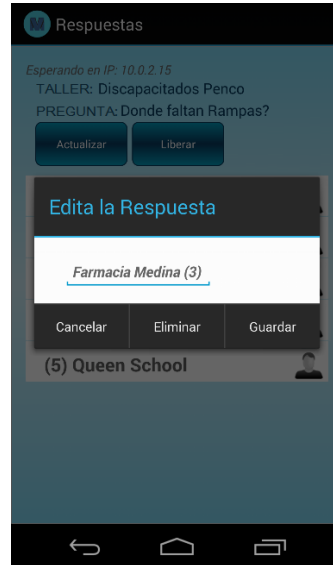 Respuestas
Esperando en IP: 10.0.2.15
TALLER: Discapacitados Penco
PREGUNTA: Donde faltan Rampas?
Actualizar Liberar
Edita la Respuesta
Farmacia Medina (3)
Cancelar Eliminar Guardar
(5) Queen School